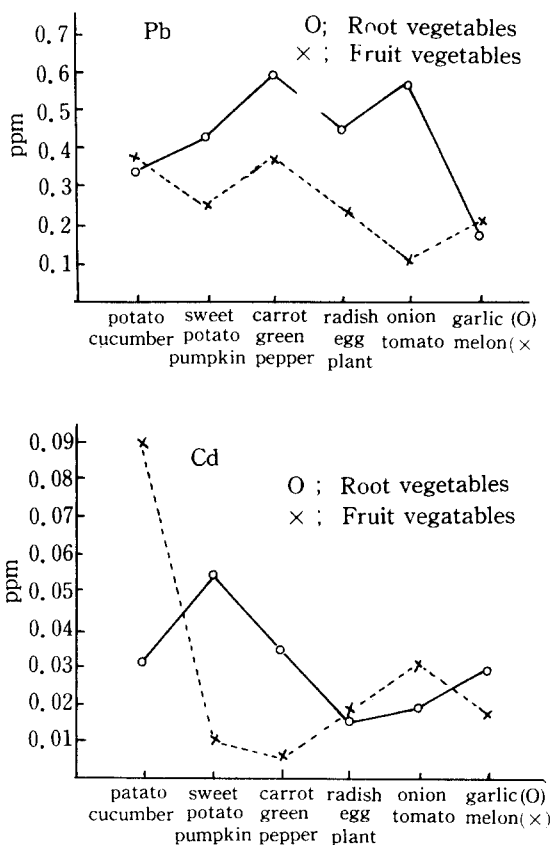 Pb
O; Root vegetables
×; Fruit vegetables
ppm
0.7
0.6
0.5
0.4
0.3
0.2
0.1
potato
cucumber
sweet
potato
pumpkin
carrot
green
pepper
radish
egg
plant
onion
tomato
garlic (O)
melon(×
Cd
O ; Root vegetables
× ; Fruit vegatables
ppm
0.09
0.08
0.07
0.06
0.05
0.04
0.03
0.02
0.01
patato
cucumber
sweet
potato
pumpkin
carrot
green
pepper
radish
egg
plant
onion
tomato
garlic(O)
melon(×)